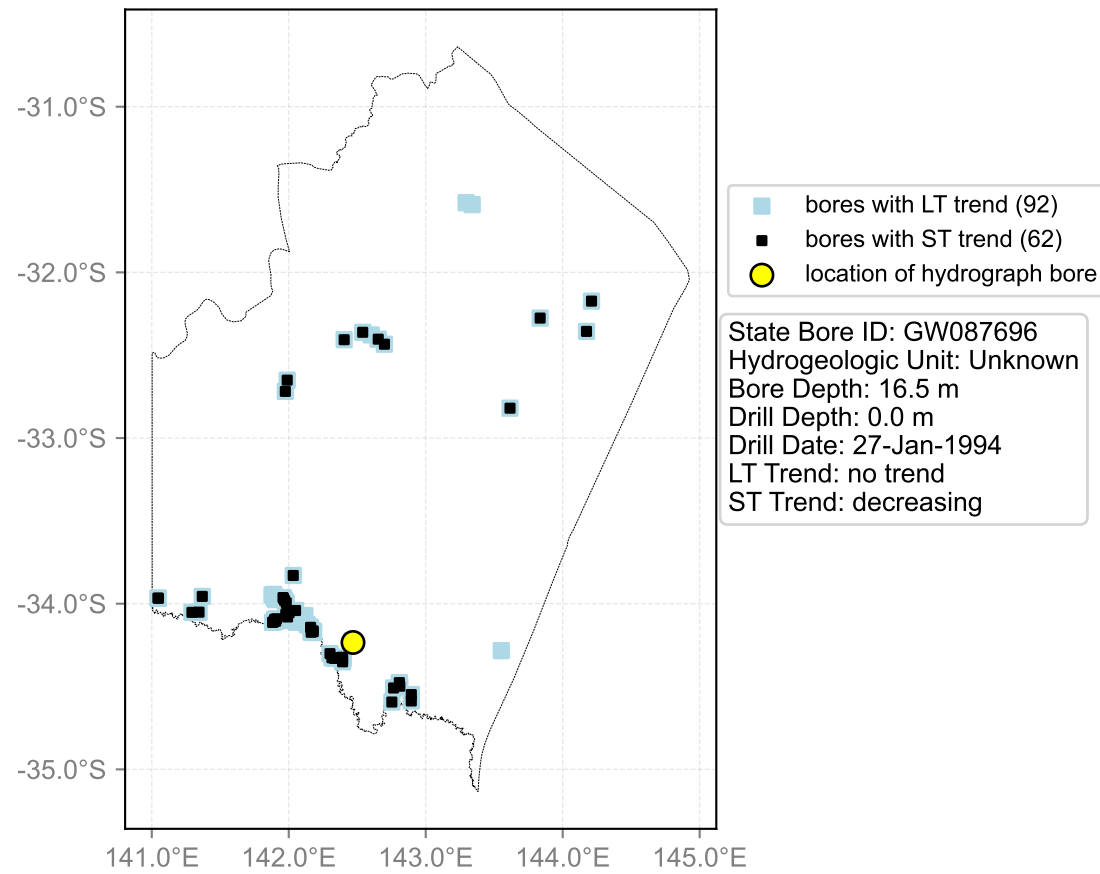 -31.0°S
-32.0°S
-33.0°S
-34.0°S
-35.0°S
141.0°E
142.0°E
143.0°E
144.0°E
145.0°E
bores with LT trend (92)
bores with ST trend (62)
location of hydrograph bore
State Bore ID: GW087696
Hydrogeologic Unit: Unknown
Bore Depth: 16.5 m
Drill Depth: 0.0 m
Drill Date: 27-Jan-1994
LT Trend: no trend
ST Trend: decreasing